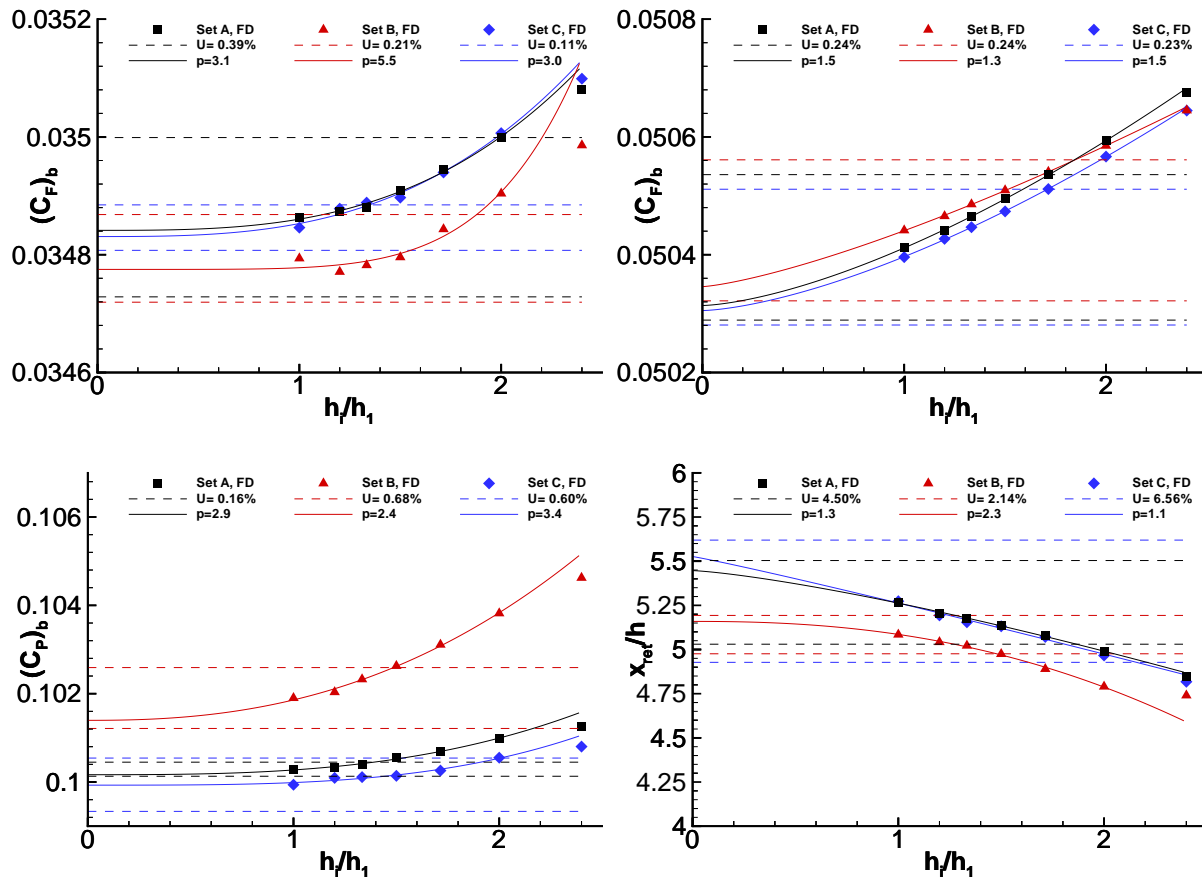 0.0352
Set A, FD Set B, FD Set C, FD
U= 0.39% U= 0.21% U= 0.11%
p=3.1 p=5.5 p=3.0
0.035
(C_F)_b
0.0348
0.0346
0 1 2
h_i/h_1
0.0508
Set A, FD Set B, FD Set C, FD
U= 0.24% U= 0.24% U= 0.23%
p=1.5 p=1.3 p=1.5
0.0506
(C_F)_b
0.0504
0.0502
0 1 2
h_i/h_1
Set A, FD Set B, FD Set C, FD
U= 0.16% U= 0.68% U= 0.60%
p=2.9 p=2.4 p=3.4
0.106
0.104
(C_P)_b
0.102
0.1
0 1 2
h_i/h_1
6
Set A, FD Set B, FD Set C, FD
U= 4.50% U= 2.14% U= 6.56%
p=1.3 p=2.3 p=1.1
5.75
5.5
5.25
x_ret/h
5
4.75
4.5
4.25
4
0 1 2
h_i/h_1